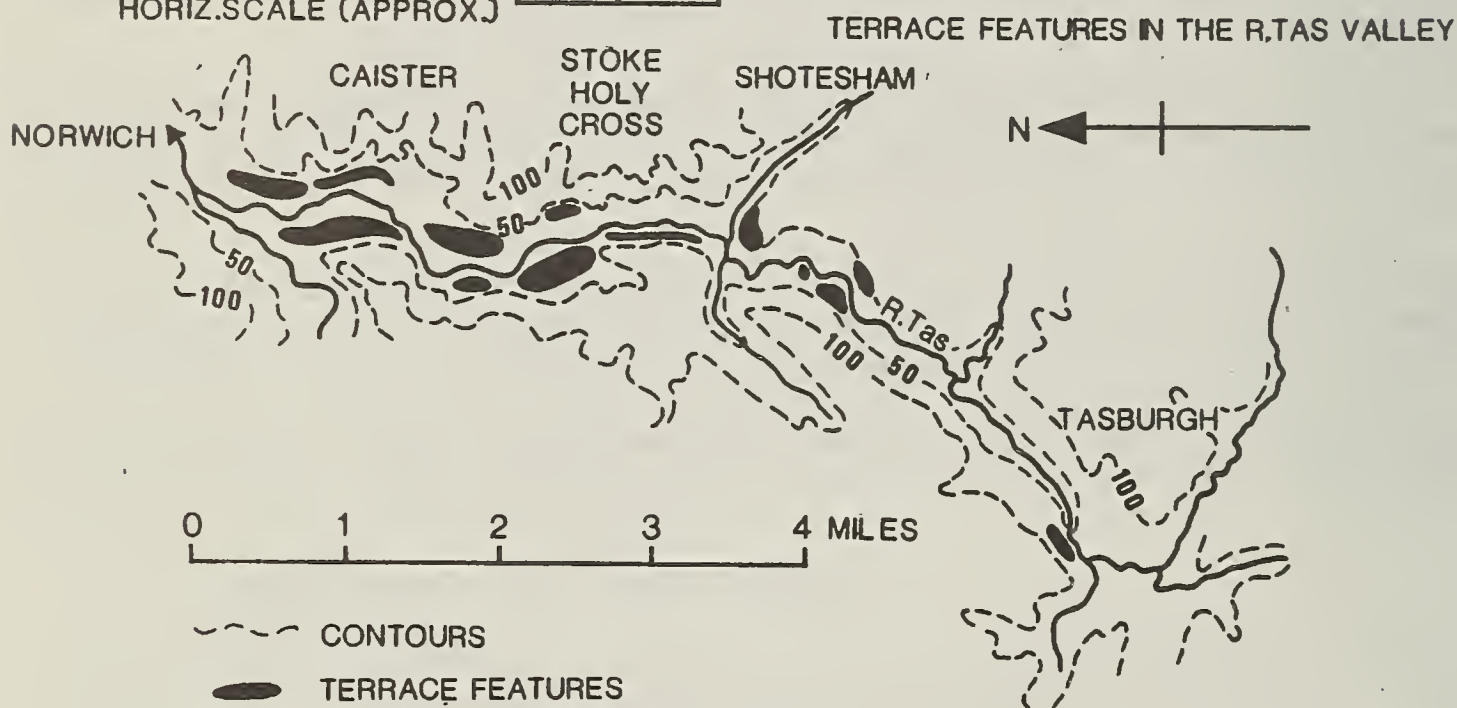 HORIZ.SCALE (APPROX.)
TERRACE FEATURES IN THE R.TAS VALLEY
CAISTER
STOKE
HOLY
CROSS
SHOTESHAM
NORWICH
N
100
50
50
100
R.Tas
100
50
TASBURGH
100
0 1 2 3 4 MILES
CONTOURS
TERRACE FEATURES